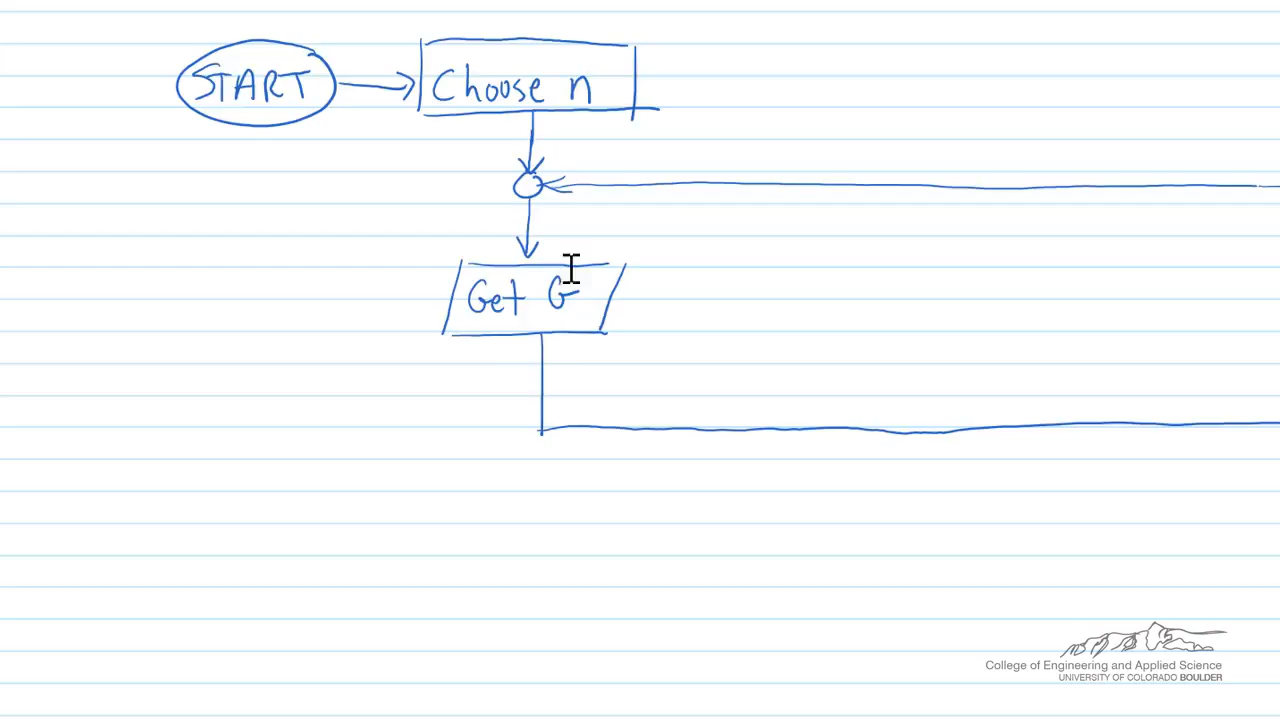 START
Choose n
Get G
College of Engineering and Applied Science
UNIVERSITY OF COLORADO BOULDER